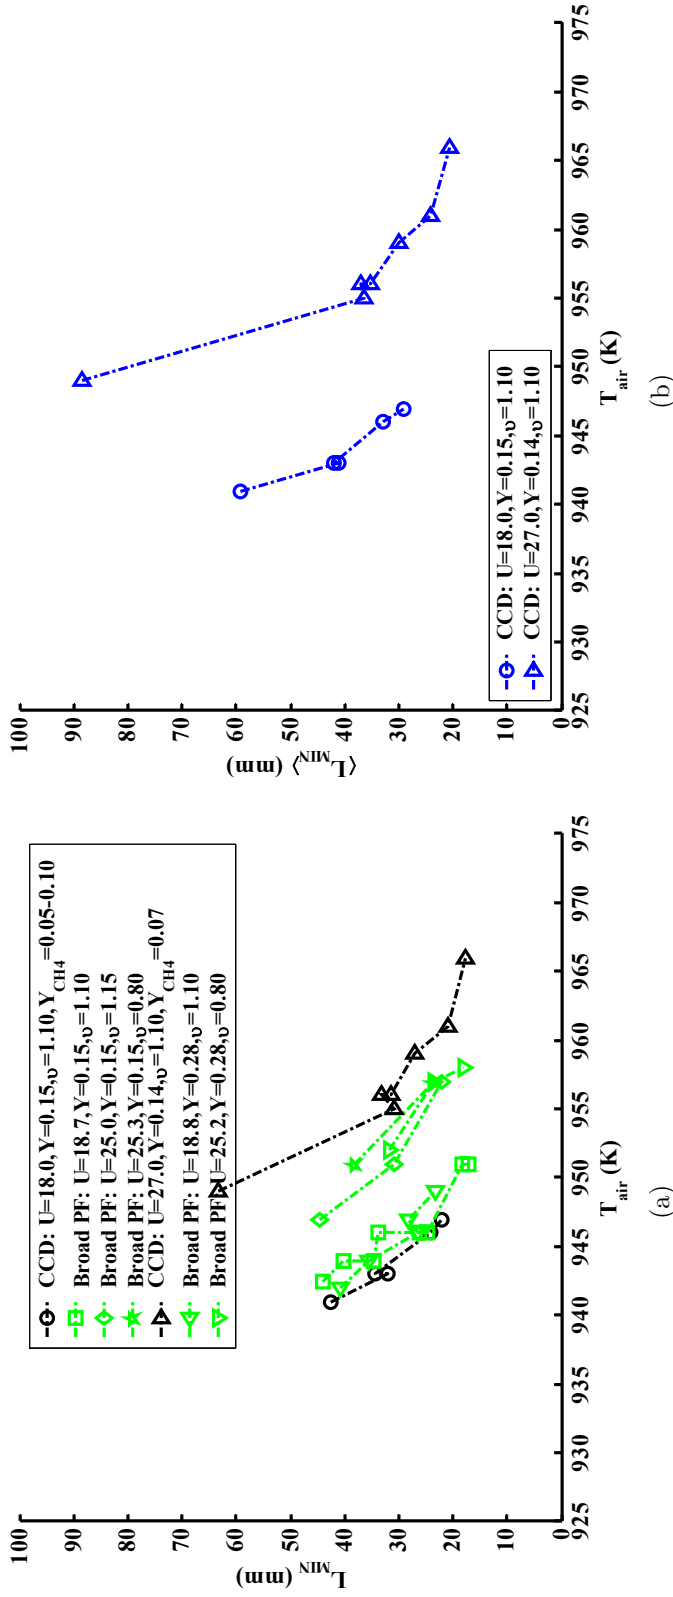 100
90
80
70
60
50
40
30
20
10
0
925
930
935
940
945
950
955
960
965
970
975
L_MIN (mm)
T_air (K)
CCD: U=18.0,Y=0.15,υ=1.10,Y_CH4=0.05-0.10
Broad PF: U=18.7,Y=0.15,υ=1.10
Broad PF: U=25.0,Y=0.15,υ=1.15
Broad PF: U=25.3,Y=0.15,υ=0.80
CCD: U=27.0,Y=0.14,υ=1.10,Y_CH4=0.07
Broad PF: U=18.8,Y=0.28,υ=1.10
Broad PF: U=25.2,Y=0.28,υ=0.80
(a)
100
90
80
70
60
50
40
30
20
10
0
925
930
935
940
945
950
955
960
965
970
975
⟨L_MIN⟩ (mm)
T_air (K)
CCD: U=18.0,Y=0.15,υ=1.10
CCD: U=27.0,Y=0.14,υ=1.10
(b)